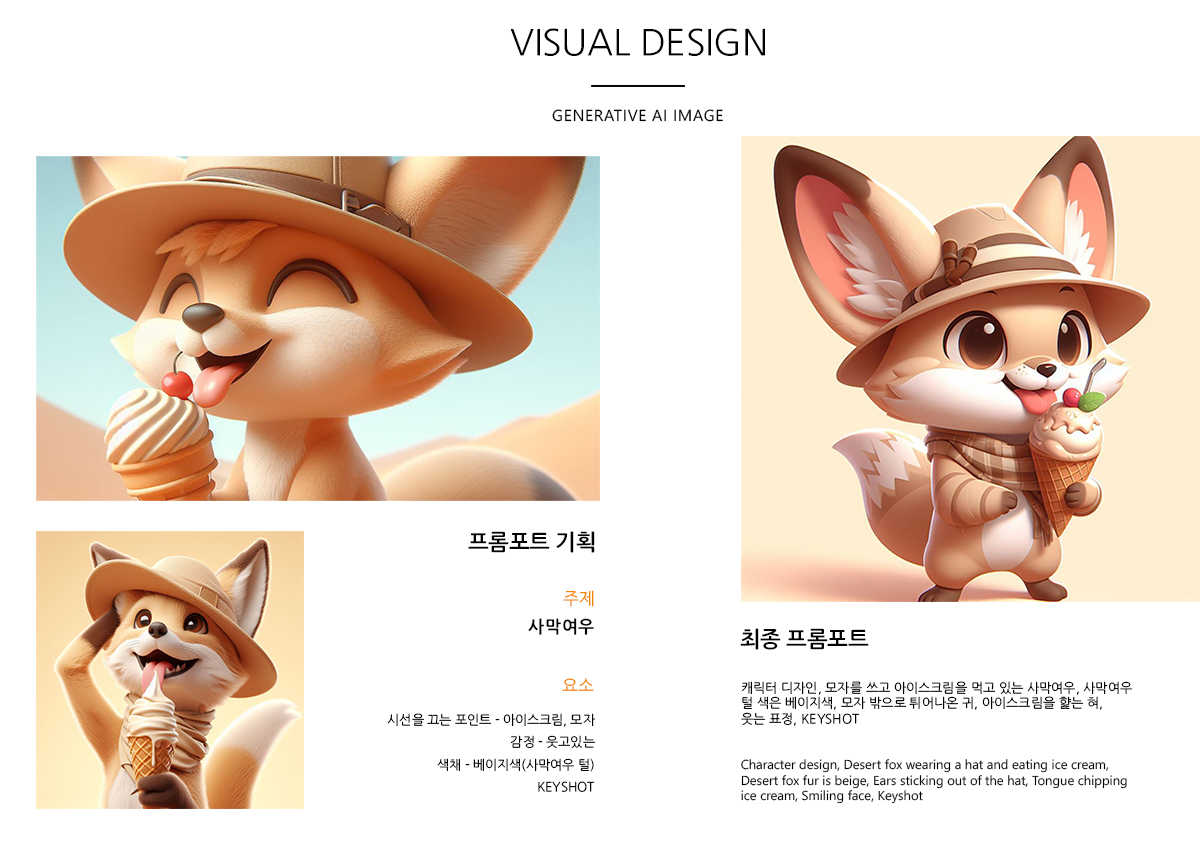 VISUAL DESIGN
GENERATIVE AI IMAGE
프롬포트 기획
주제
사막여우
요소
시선을 끄는 포인트 - 아이스크림, 모자
감정 - 웃고있는
색채 - 베이지색(사막여우 털)
KEYSHOT
최종 프롬포트
캐릭터 디자인, 모자를 쓰고 아이스크림을 먹고 있는 사막여우, 사막여우
털 색은 베이지색, 모자 밖으로 튀어나온 귀, 아이스크림을 햝는 혀,
웃는 표정, KEYSHOT
Character design, Desert fox wearing a hat and eating ice cream,
Desert fox fur is beige, Ears sticking out of the hat, Tongue chipping
ice cream, Smiling face, Keyshot